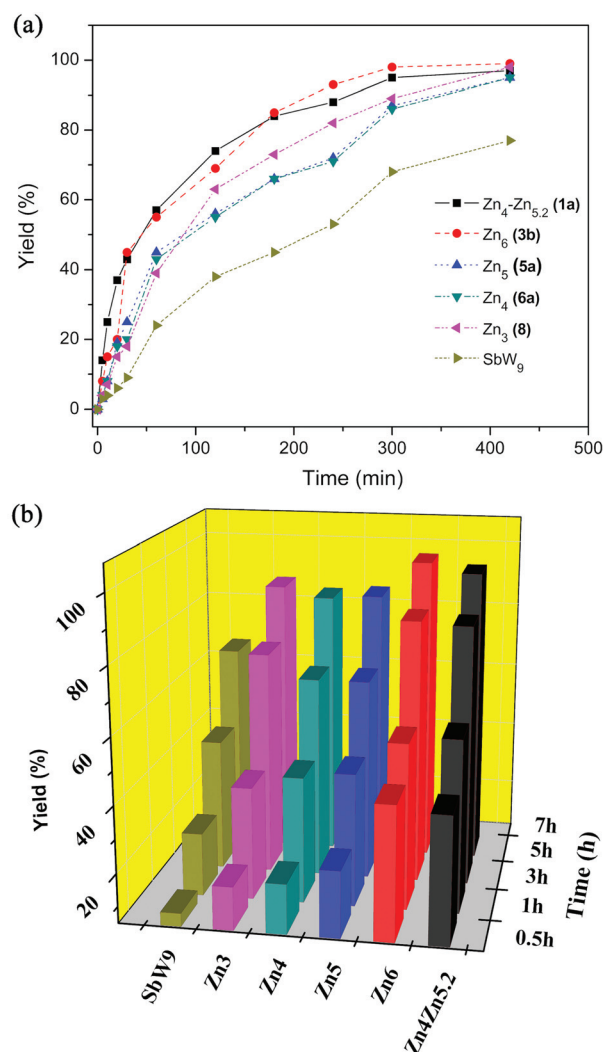 (a)
100
80
60
40
20
0
Yield (%)
Zn4-Zn5.2 (1a)
Zn6 (3b)
Zn5 (5a)
Zn4 (6a)
Zn3 (8)
SbW9
0 100 200 300 400 500
Time (min)
(b)
100
80
60
40
20
Yield (%)
7h
5h
3h
1h
0.5h
Time (h)
SbW9
Zn3
Zn4
Zn5
Zn6
Zn4Zn5.2